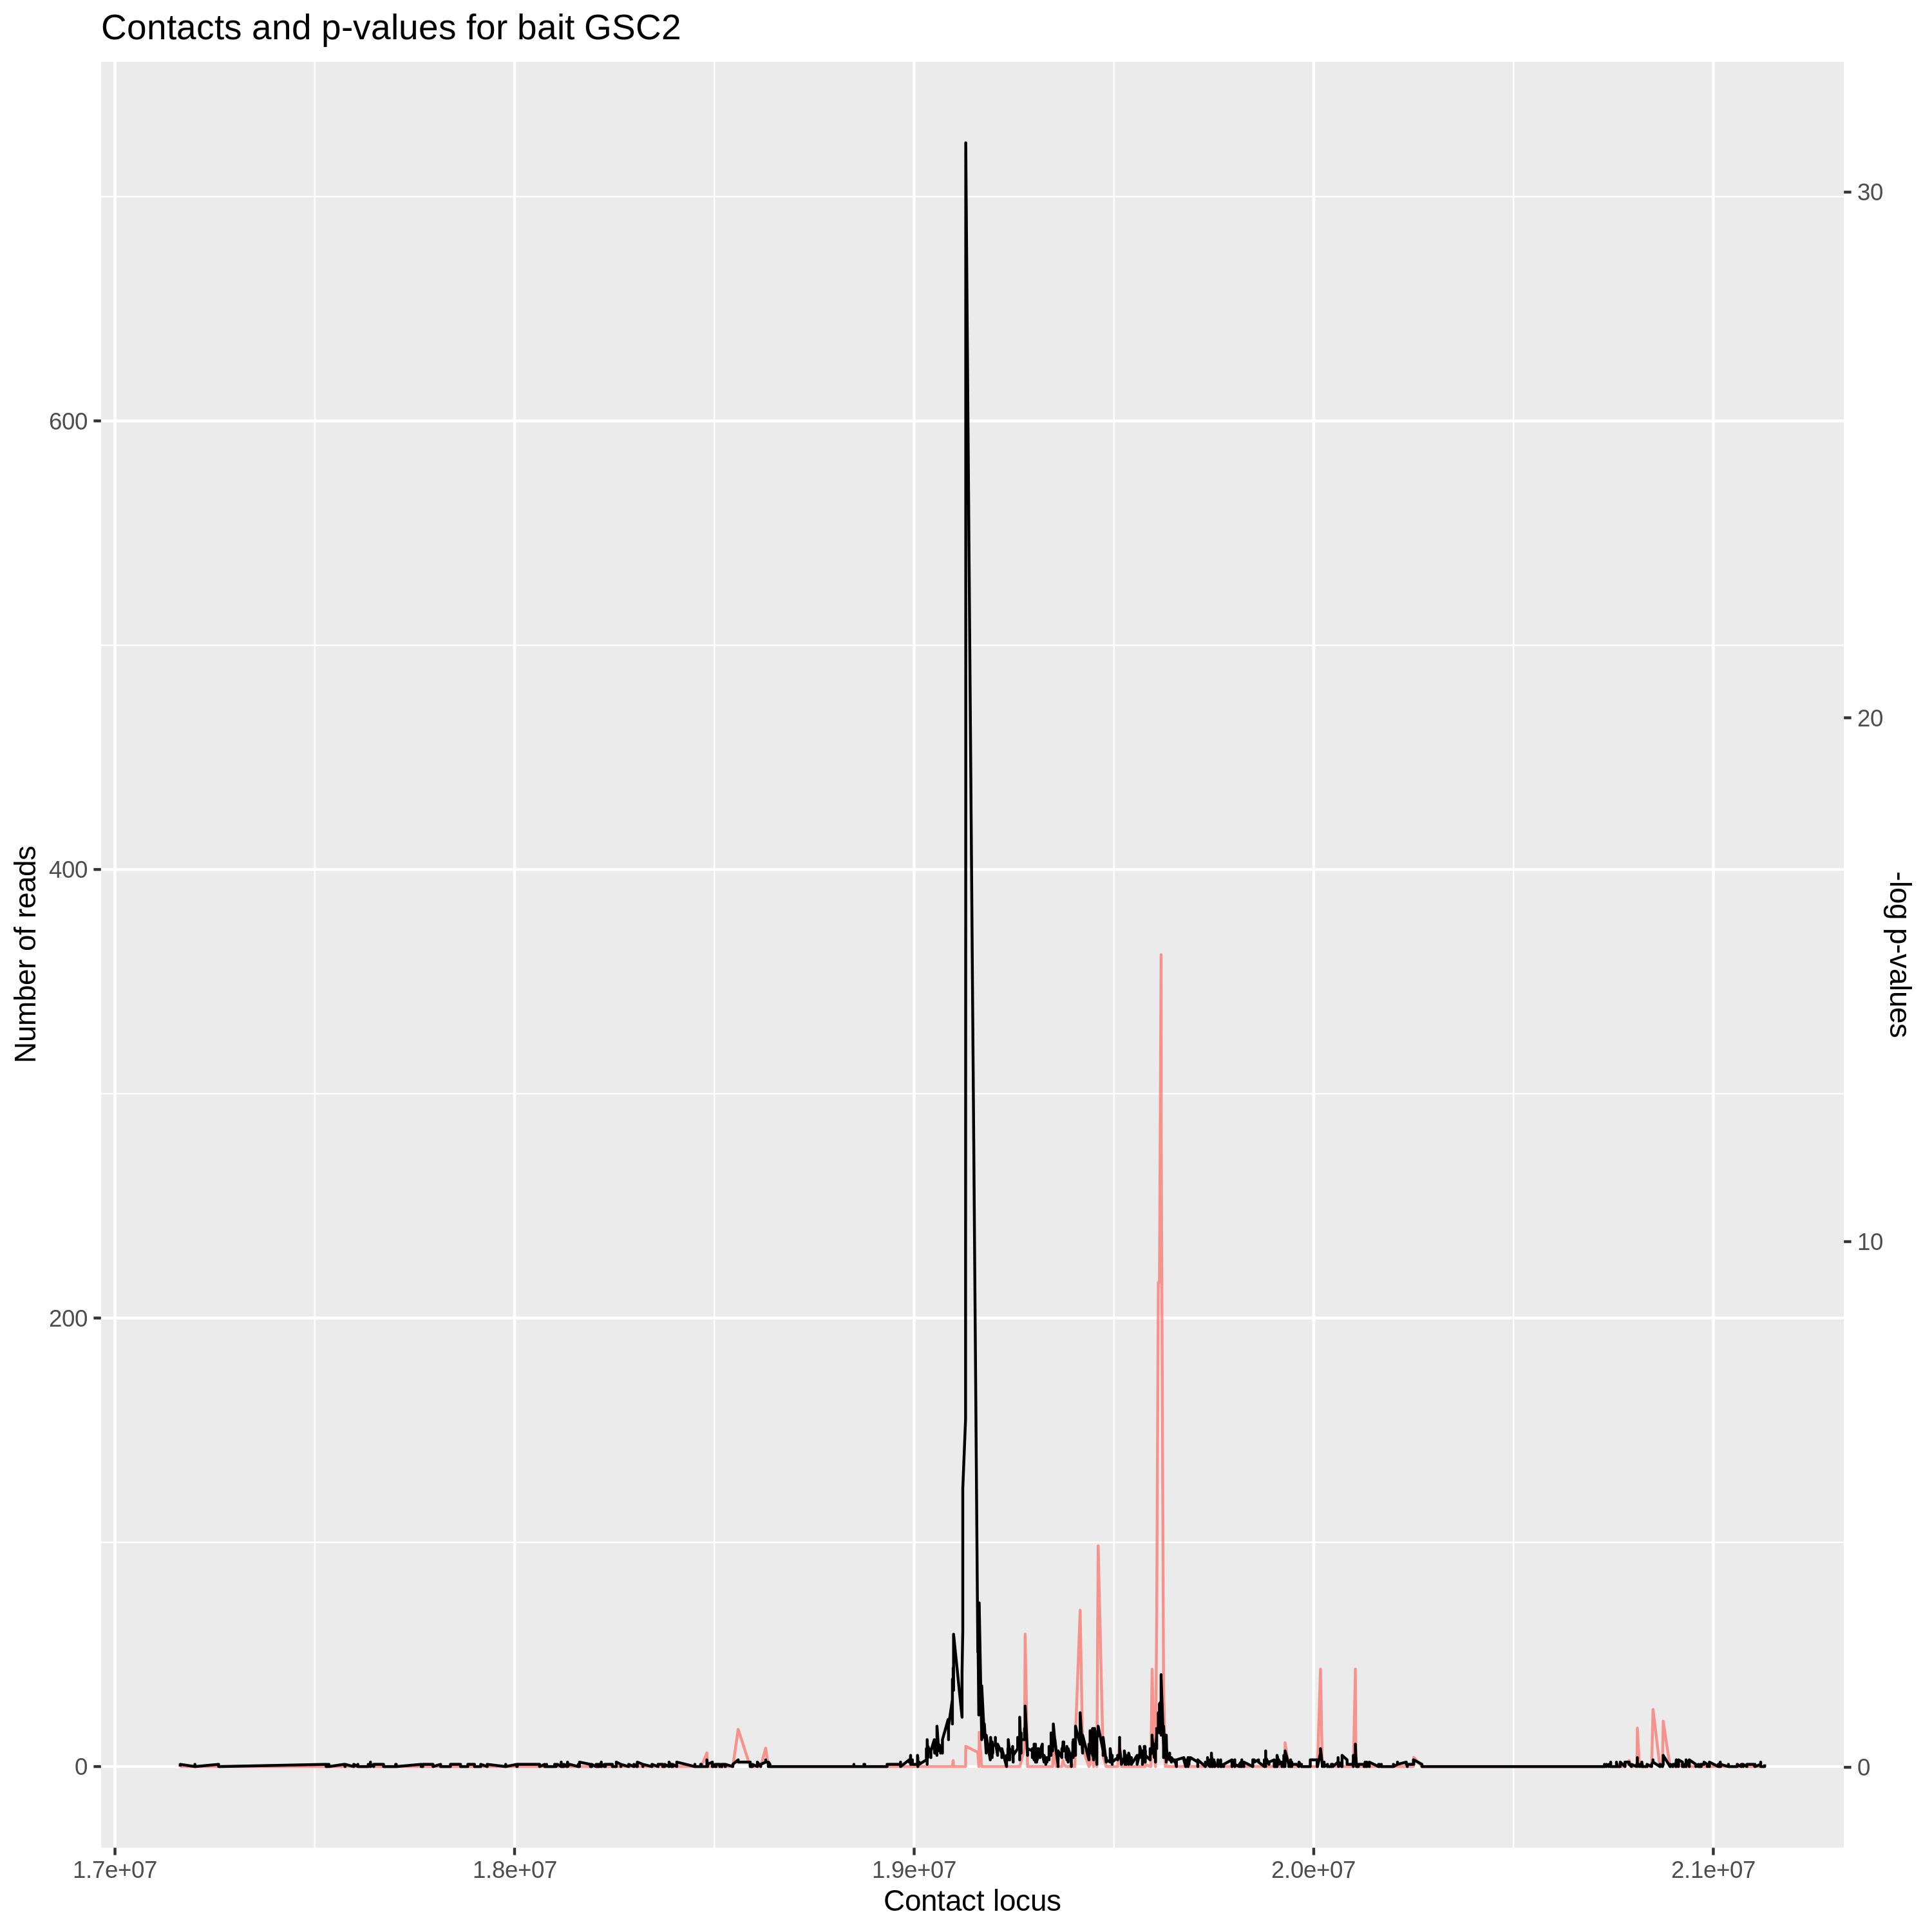 Contacts and p-values for bait GSC2
Number of reads
600
400
200
0
30
20
10
0
-log p-values
1.7e+07
1.8e+07
1.9e+07
2.0e+07
2.1e+07
Contact locus